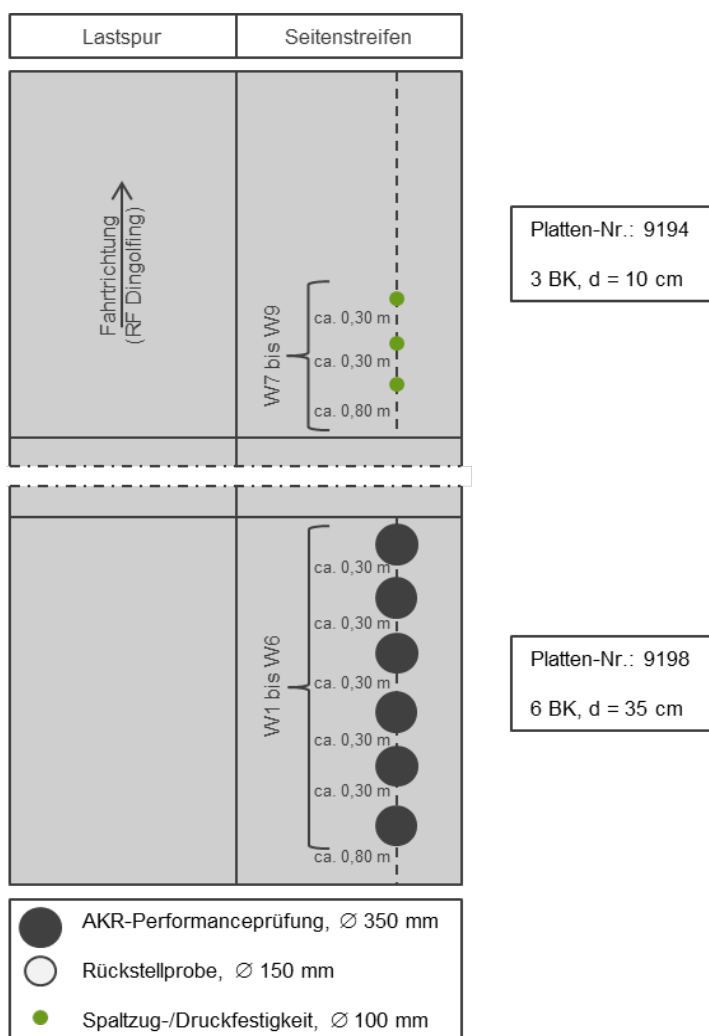 Lastspur
Seitenstreifen
Fahrtrichtung
(RF Dingolfing)
W7 bis W9
ca. 0,30 m
ca. 0,30 m
ca. 0,80 m
Platten-Nr.: 9194
3 BK, d = 10 cm
W1 bis W6
ca. 0,30 m
ca. 0,30 m
ca. 0,30 m
ca. 0,30 m
ca. 0,30 m
ca. 0,80 m
Platten-Nr.: 9198
6 BK, d = 35 cm
AKR-Performanceprüfung, ∅ 350 mm
Rückstellprobe, ∅ 150 mm
Spaltzug-/Druckfestigkeit, ∅ 100 mm